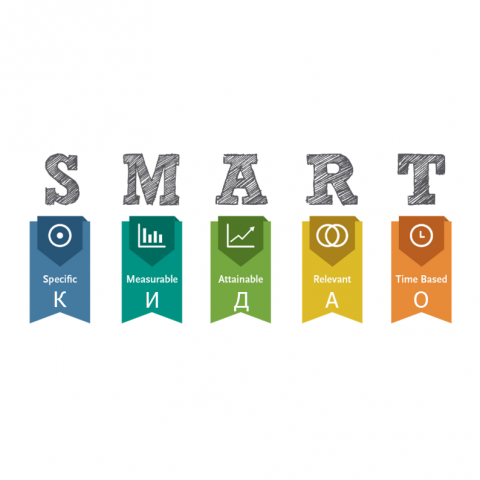 S M A R T
Specific Measurable Attainable Relevant Time Based
К И Д А О